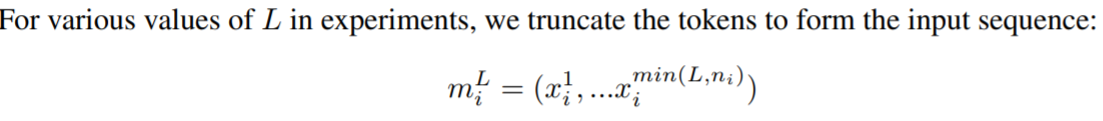 For various values of L in experiments, we truncate the tokens to form the input sequence:
m_i^L = (x_i^1, ...x_i^{min(L,n_i)})